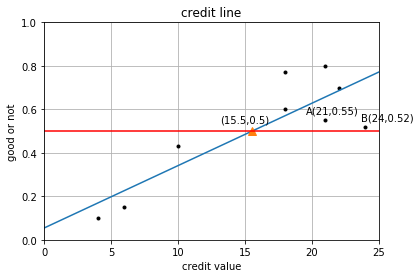 credit line
1.0
0.8
0.6
0.4
0.2
0.0
good or not
(15.5,0.5)
A(21,0.55)
B(24,0.52)
0
5
10
15
20
25
credit value